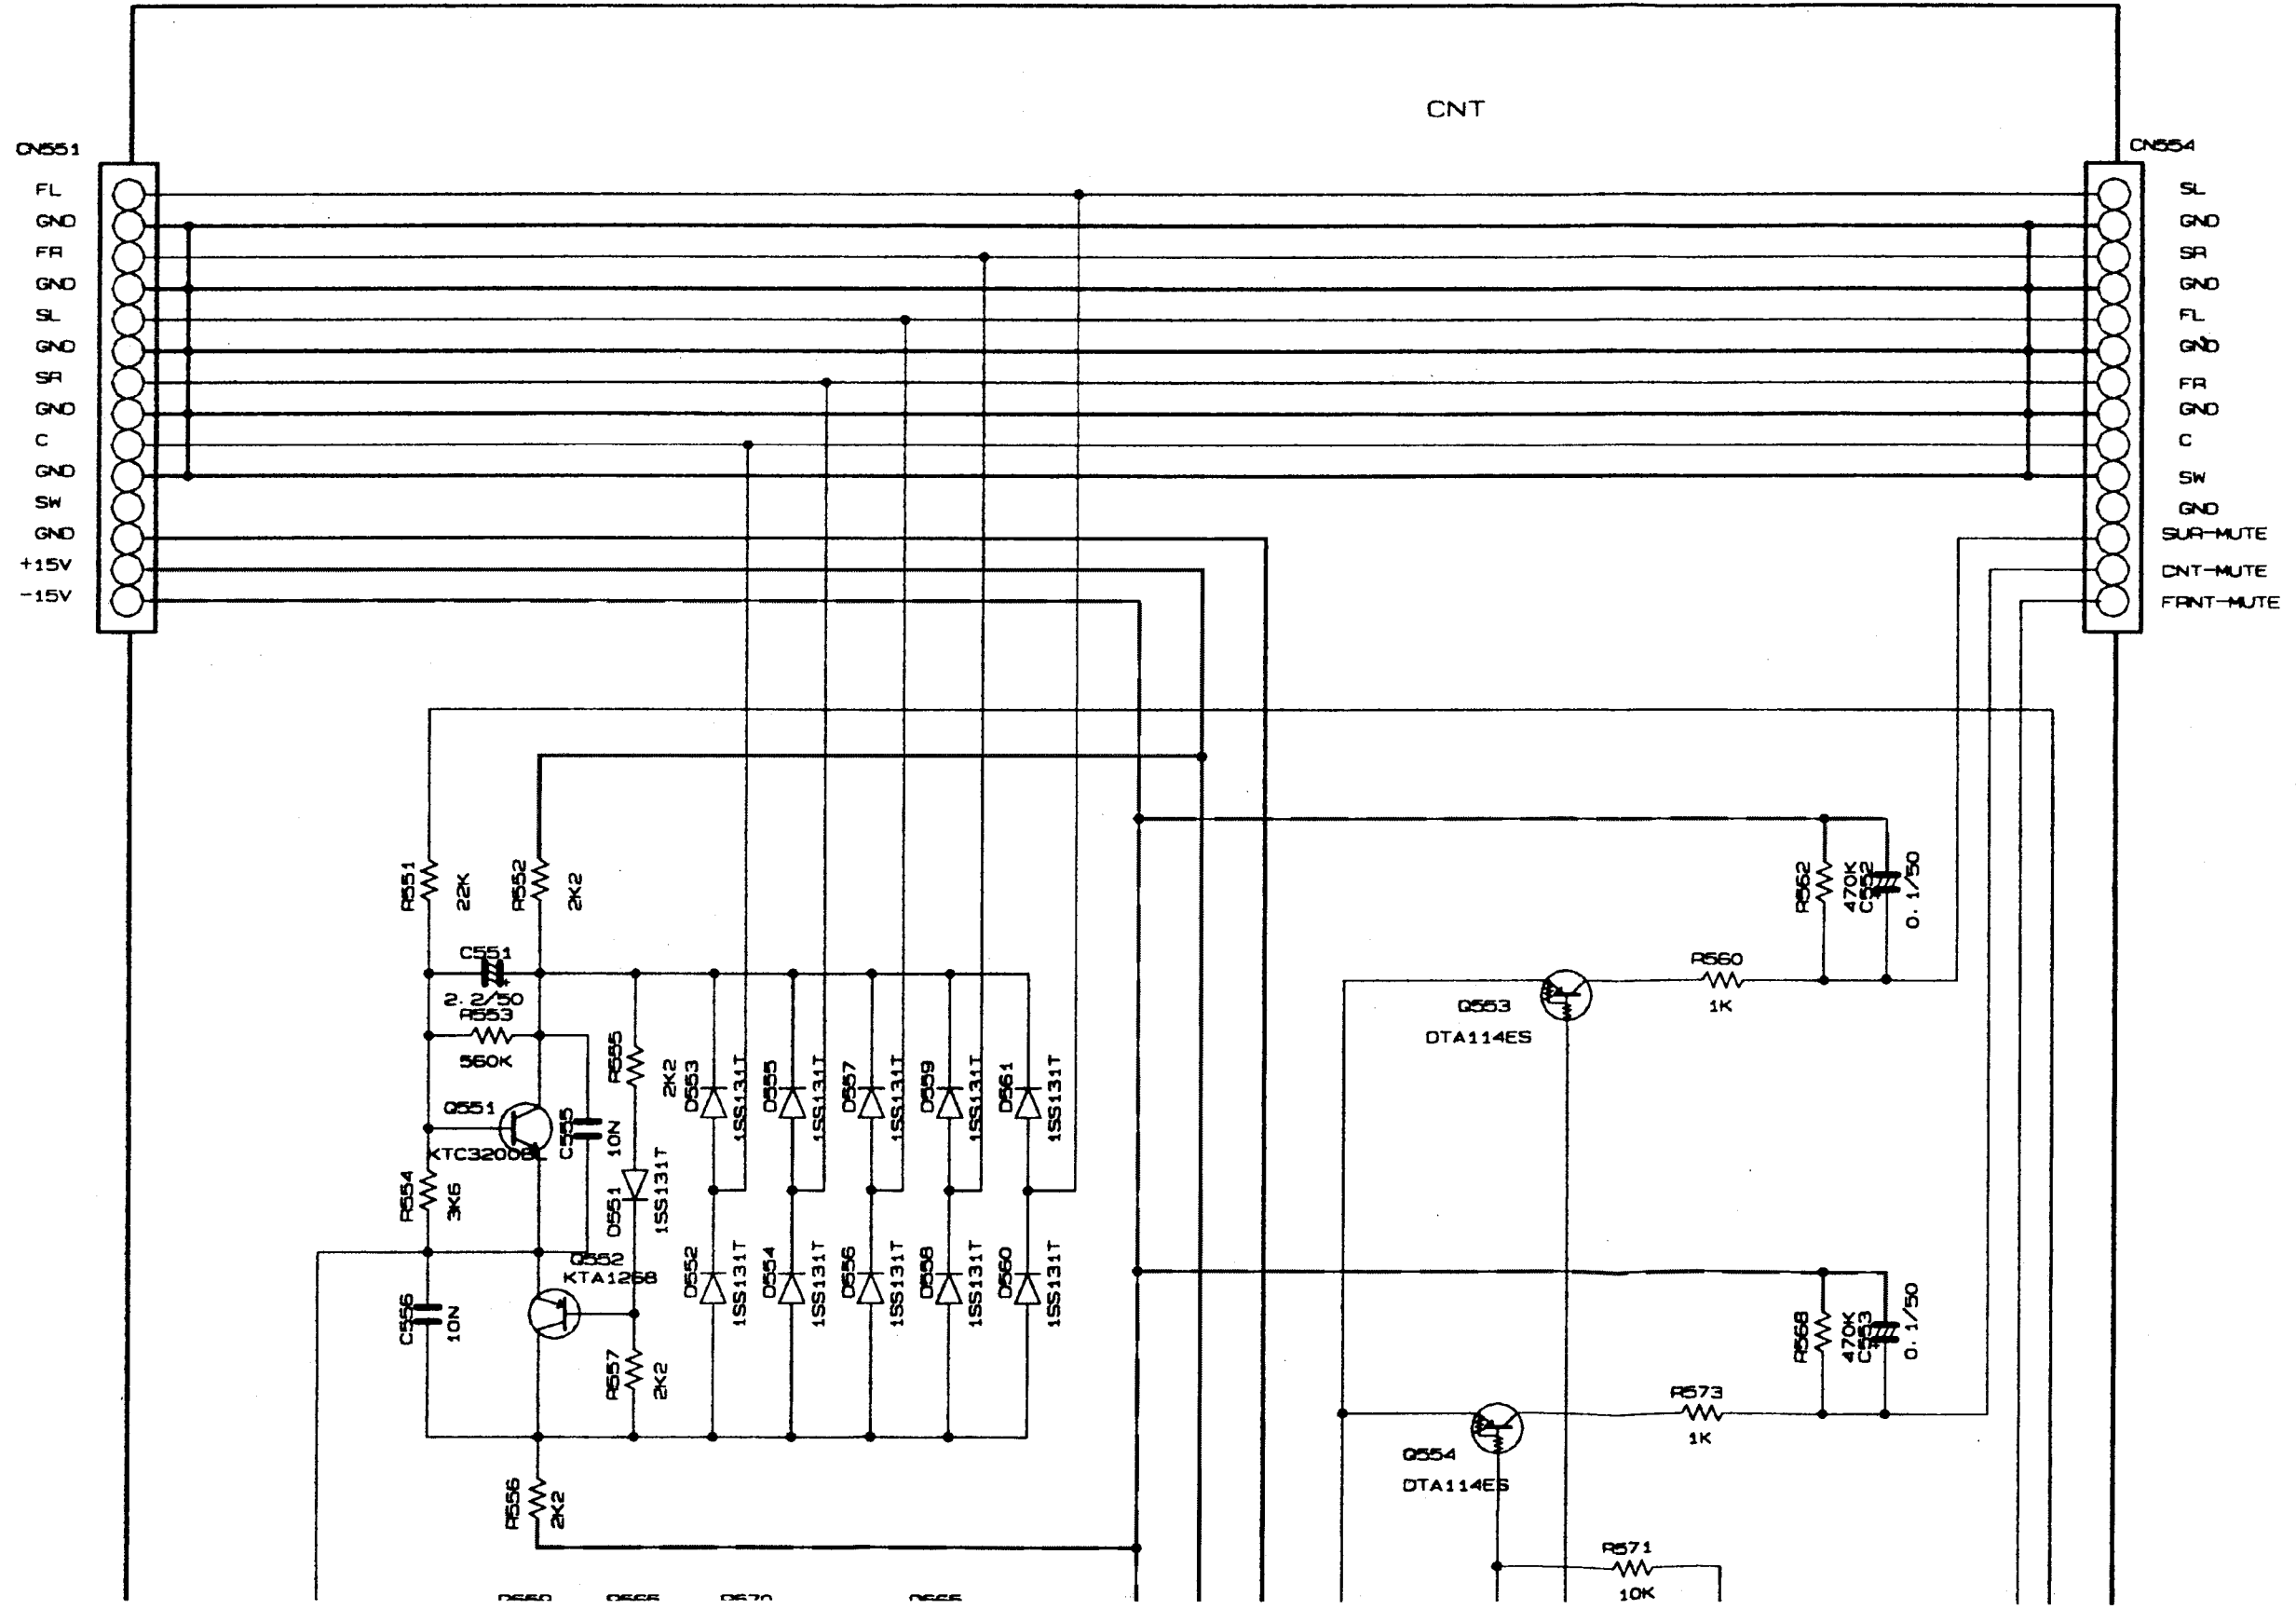 CNT
CN551
CN554
FL
GND
FR
GND
SL
GND
SR
GND
C
GND
SW
GND
+15V
-15V
SL
GND
SR
GND
FL
GND
FR
GND
C
SW
GND
SUR-MUTE
CNT-MUTE
FRNT-MUTE
R551
22K
R552
2K2
C551
2.2/50
R553
560K
Q551
KTC3200BL
C555
10N
R555
2K2
D551
1SS131T
R554
3K6
D553
1SS131T
D555
1SS131T
D557
1SS131T
D559
1SS131T
D561
1SS131T
Q552
KTA1268
C556
10N
R557
2K2
D552
1SS131T
D554
1SS131T
D556
1SS131T
D558
1SS131T
D560
1SS131T
R556
2K2
R562
470K
C552
0.1/50
R560
1K
Q553
DTA114ES
R568
470K
C553
0.1/50
R573
1K
Q554
DTA114ES
R571
10K